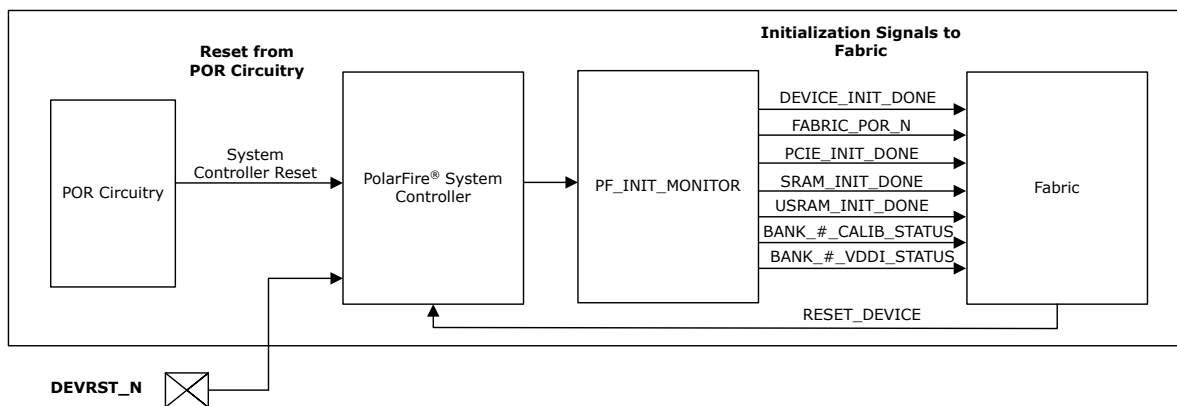 Reset from
POR Circuitry
Initialization Signals to
Fabric
POR Circuitry
System
Controller Reset
PolarFire® System
Controller
PF_INIT_MONITOR
DEVICE_INIT_DONE
FABRIC_POR_N
PCIE_INIT_DONE
SRAM_INIT_DONE
USRAM_INIT_DONE
BANK_#_CALIB_STATUS
BANK_#_VDDI_STATUS
Fabric
RESET_DEVICE
DEVRST_N